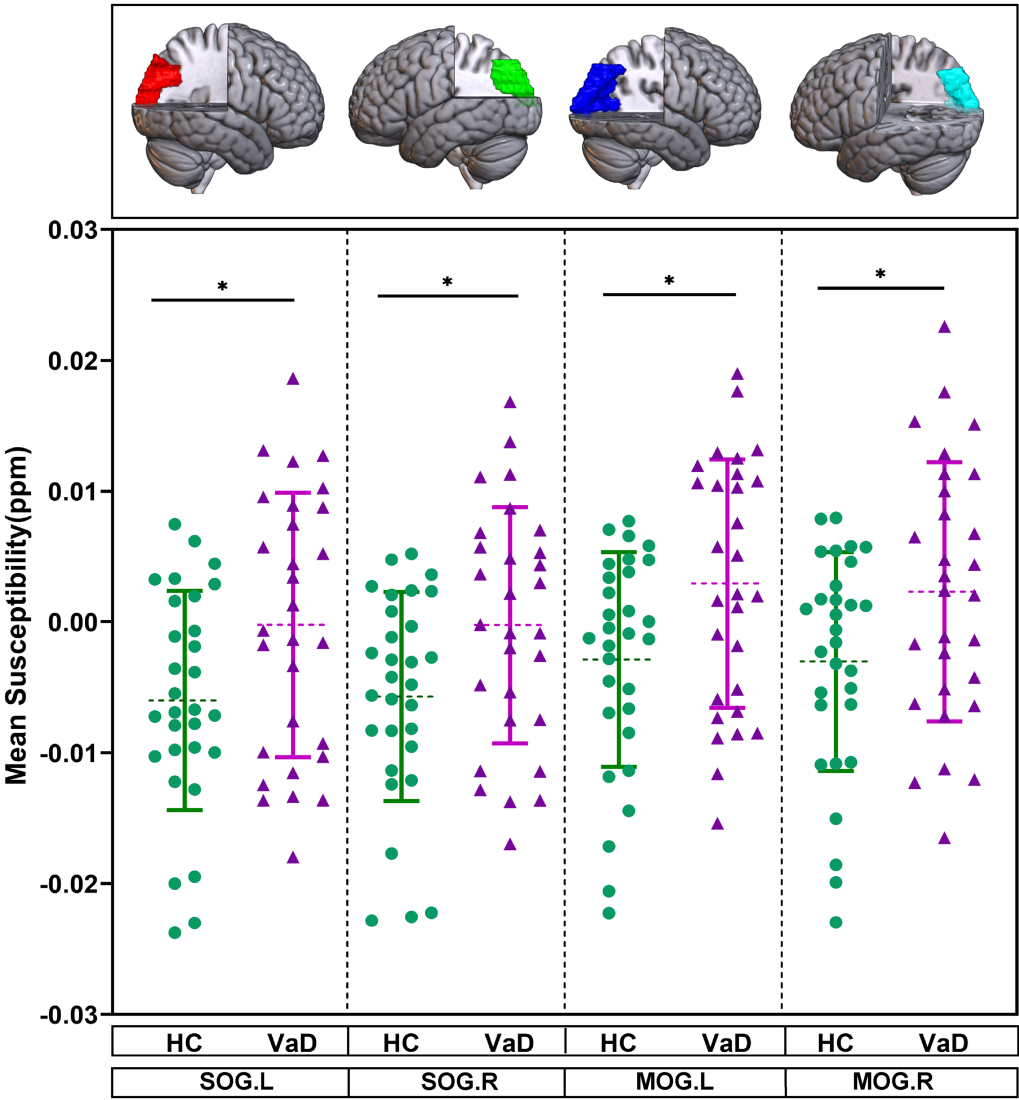 Mean Susceptibility(ppm)
0.03
* * * *
0.02
0.01
0.00
-0.01
-0.02
-0.03
HC VaD HC VaD HC VaD HC VaD
SOG.L SOG.R MOG.L MOG.R